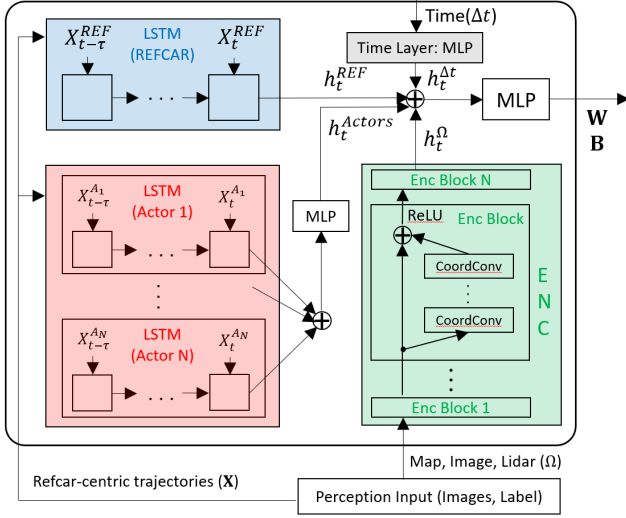 Time(Δt)
LSTM
(REFCAR)
X_{t-τ}^{REF}
X_t^{REF}
. . .
Time Layer: MLP
h_t^{REF}
h_t^{Δt}
MLP
W
B
h_t^{Actors}
h_t^{Ω}
LSTM
(Actor 1)
X_{t-τ}^{A_1}
X_t^{A_1}
. . .
MLP
Enc Block N
ReLU
Enc Block
CoordConv
CoordConv
E
N
C
LSTM
(Actor N)
X_{t-τ}^{A_N}
X_t^{A_N}
. . .
Enc Block 1
Map, Image, Lidar (Ω)
Refcar-centric trajectories (X)
Perception Input (Images, Label)